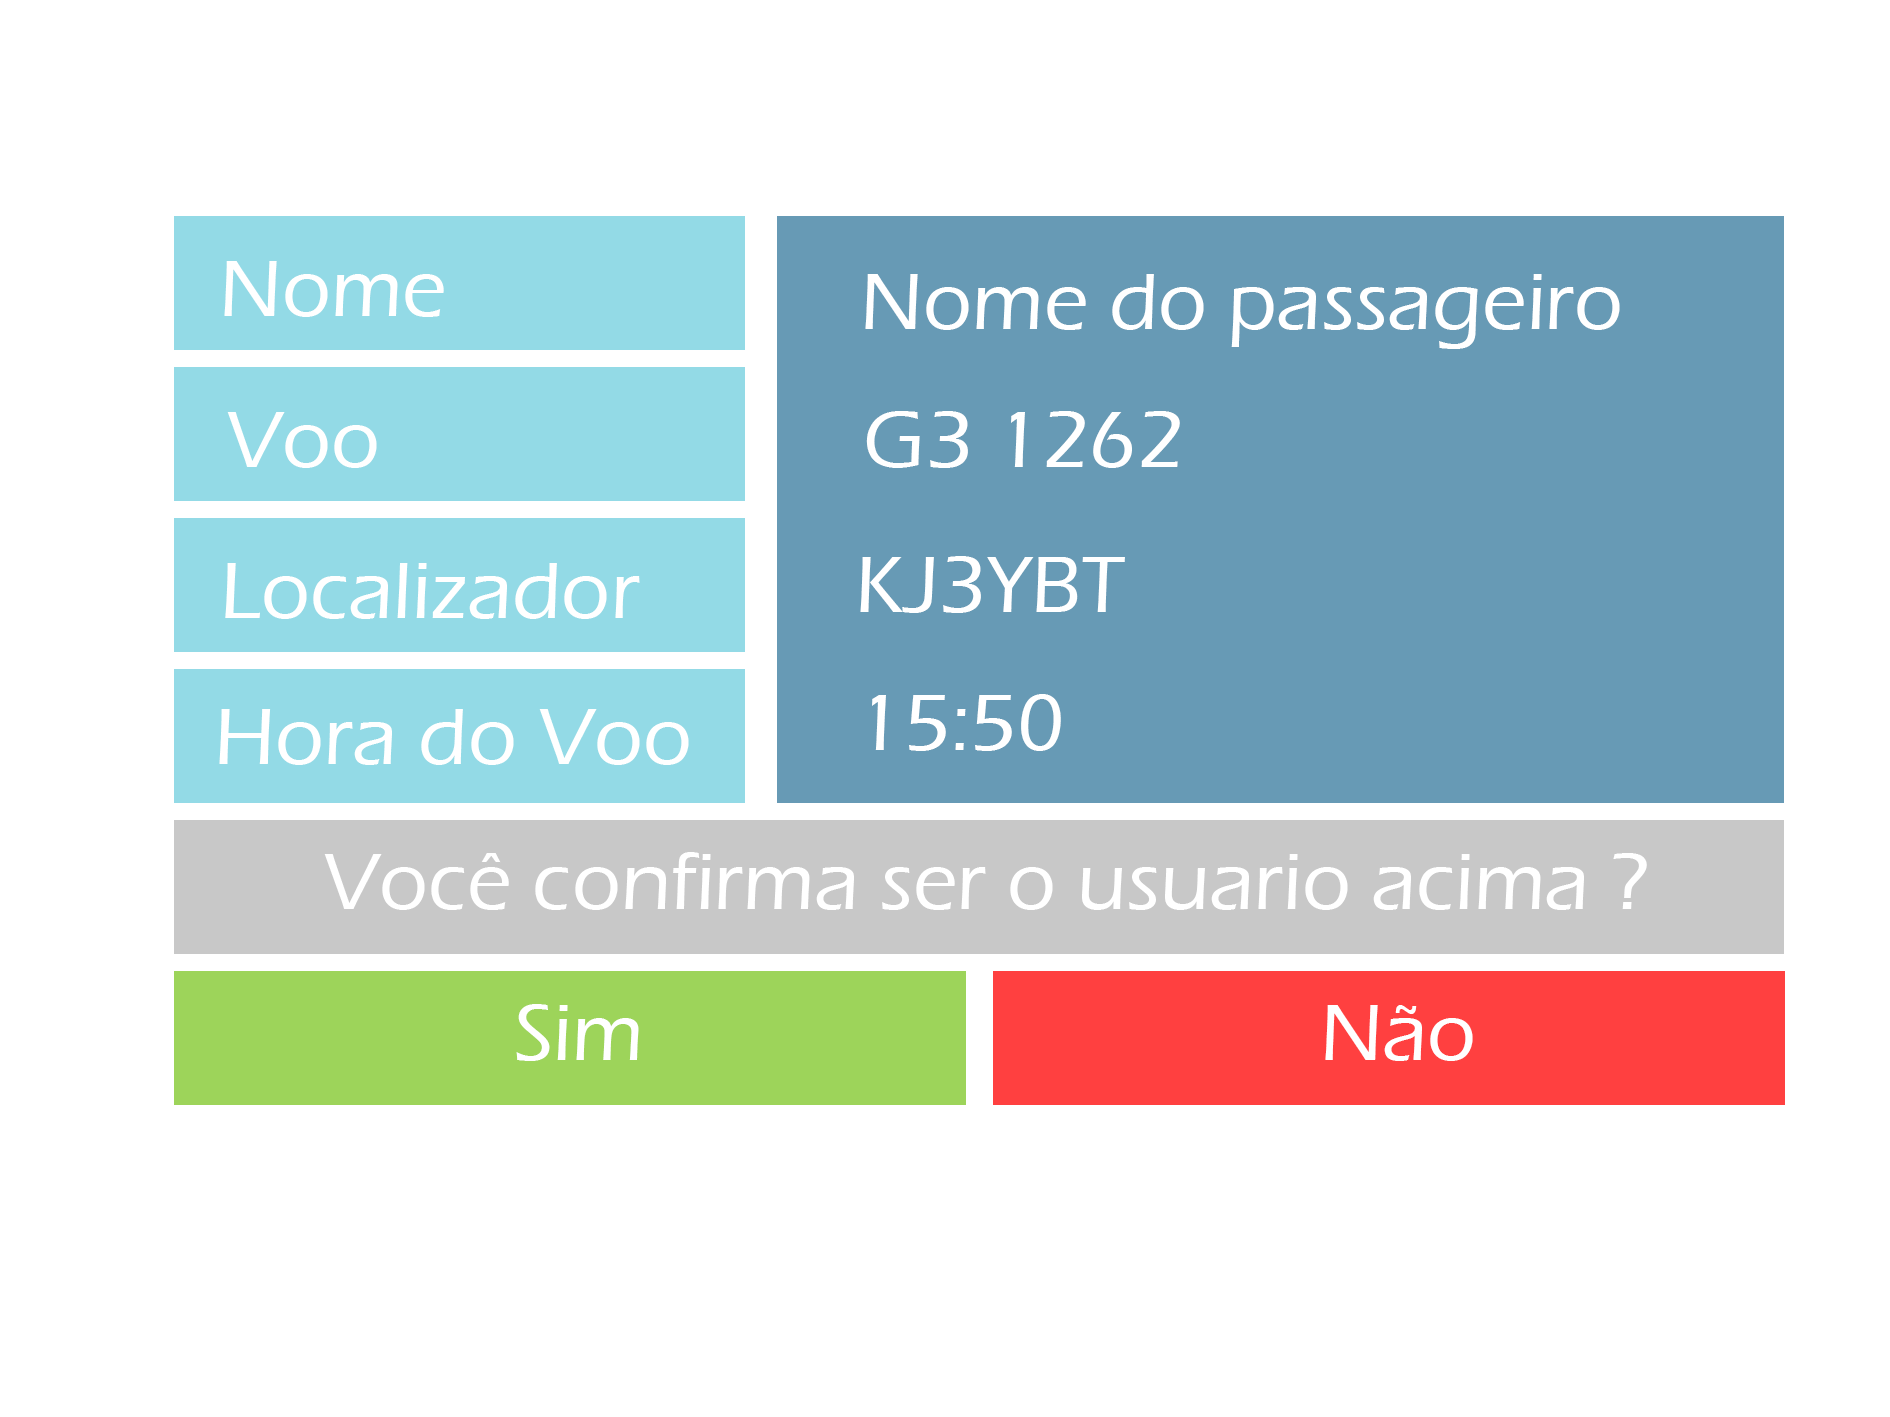 Nome
Nome do passageiro
Voo
G3 1262
Localizador
KJ3YBT
Hora do Voo
15:50
Você confirma ser o usuario acima ?
Sim
Não